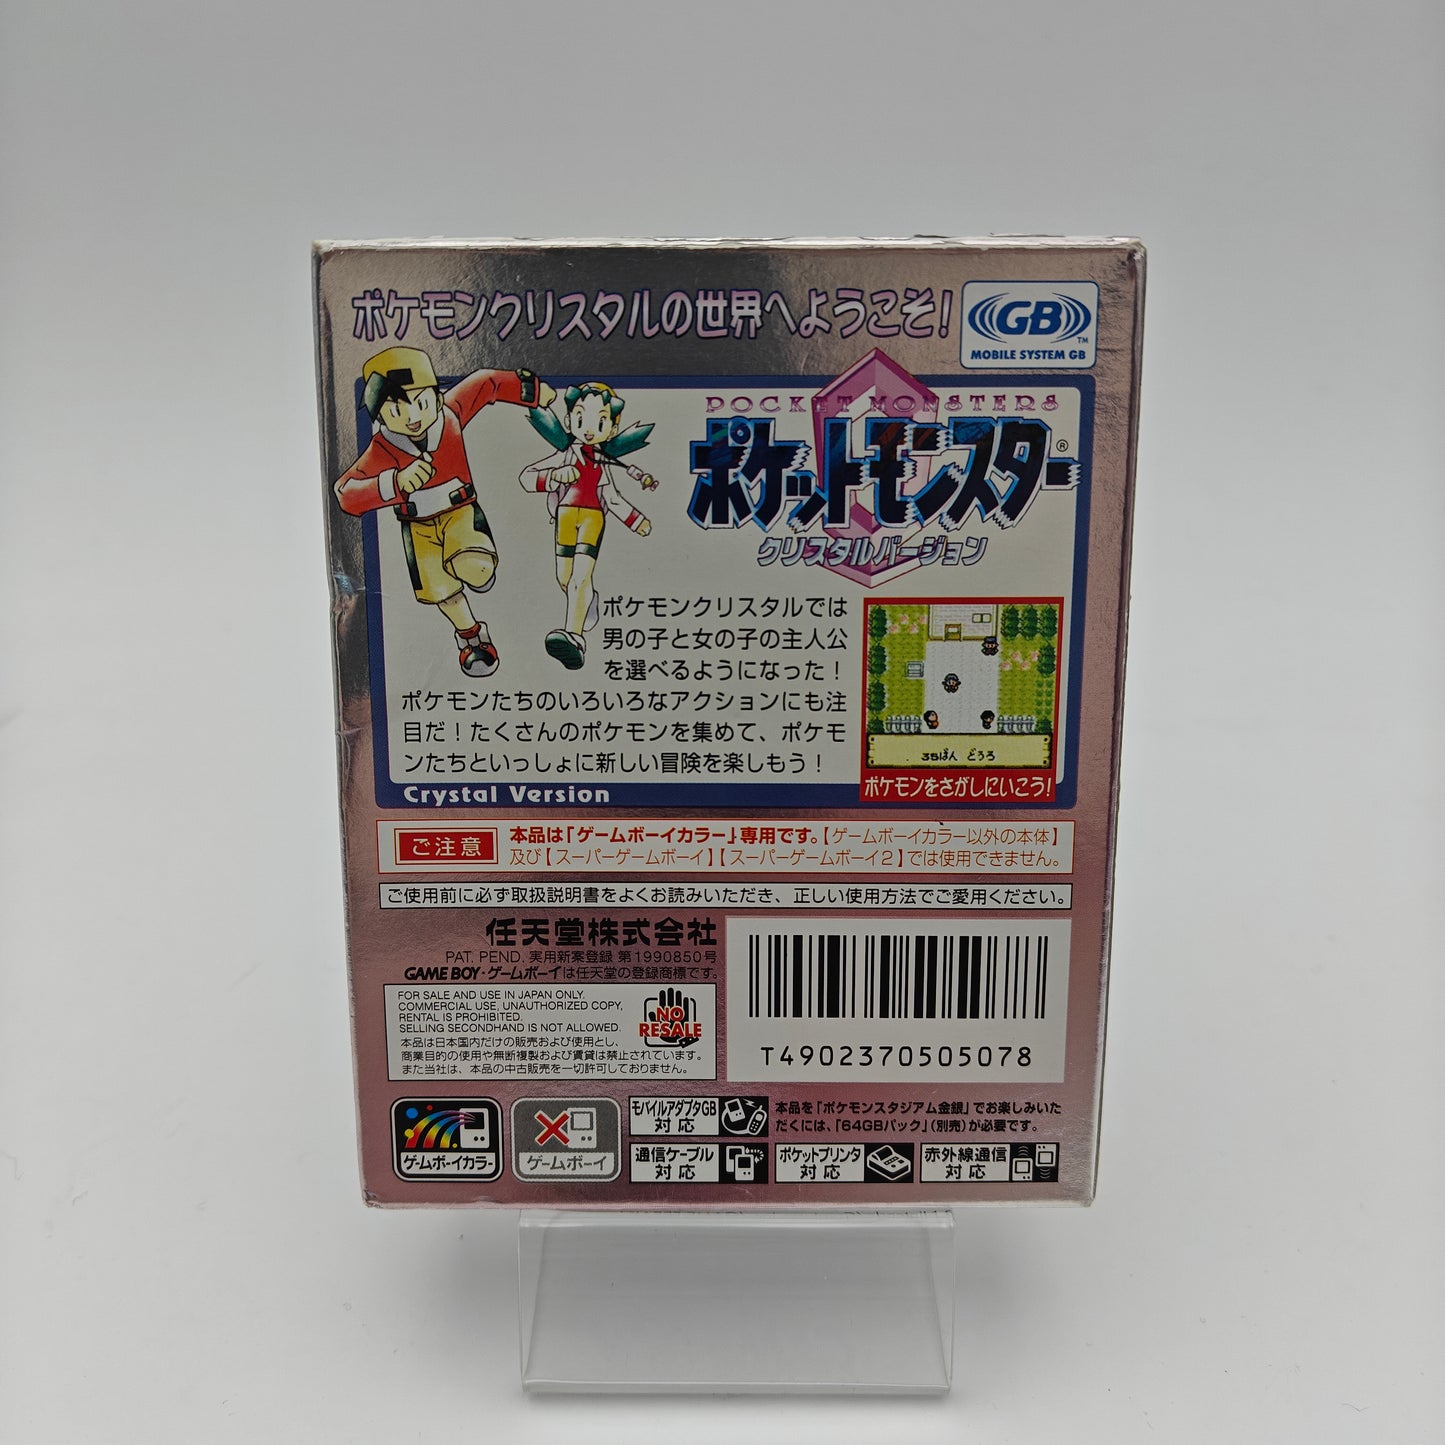 ポケモンクリスタルの世界へようこそ!
GB
TM
MOBILE SYSTEM GB
POCKET MONSTERS
ポケットモンスター®
クリスタルバージョン
ポケモンクリスタルでは
男の子と女の子の主人公
を選べるようになった!
ポケモンたちのいろいろなアクションにも注
目だ!たくさんのポケモンを集めて、ポケモ
ンたちといっしょに新しい冒険を楽しもう!
35ばん どうろ
ポケモンをさがしにいこう!
Crystal Version
ご注意
本品は「ゲームボーイカラー」専用です。【ゲームボーイカラー以外の本体】
及び【スーパーゲームボーイ】【スーパーゲームボーイ2】では使用できません。
ご使用前に必ず取扱説明書をよくお読みいただき、正しい使用方法でご愛用ください。
任天堂株式会社
PAT. PEND. 実用新案登録 第1990850号
GAME BOY・ゲームボーイは任天堂の登録商標です。
FOR SALE AND USE IN JAPAN ONLY.
COMMERCIAL USE, UNAUTHORIZED COPY,
RENTAL IS PROHIBITED.
SELLING SECONDHAND IS NOT ALLOWED.
本品は日本国内だけの販売および使用とし、
商業目的の使用や無断複製および賃貸は禁止されています。
また当社は、本品の中古販売を一切許可しておりません。
NO
RESALE
T4902370505078
ゲームボーイカラー
ゲームボーイ
モバイルアダプタGB
対応
本品を「ポケモンスタジアム金銀」でお楽しみいた
だくには、「64GBパック」(別売)が必要です。
通信ケーブル
対応
ポケットプリンタ
対応
赤外線通信
対応